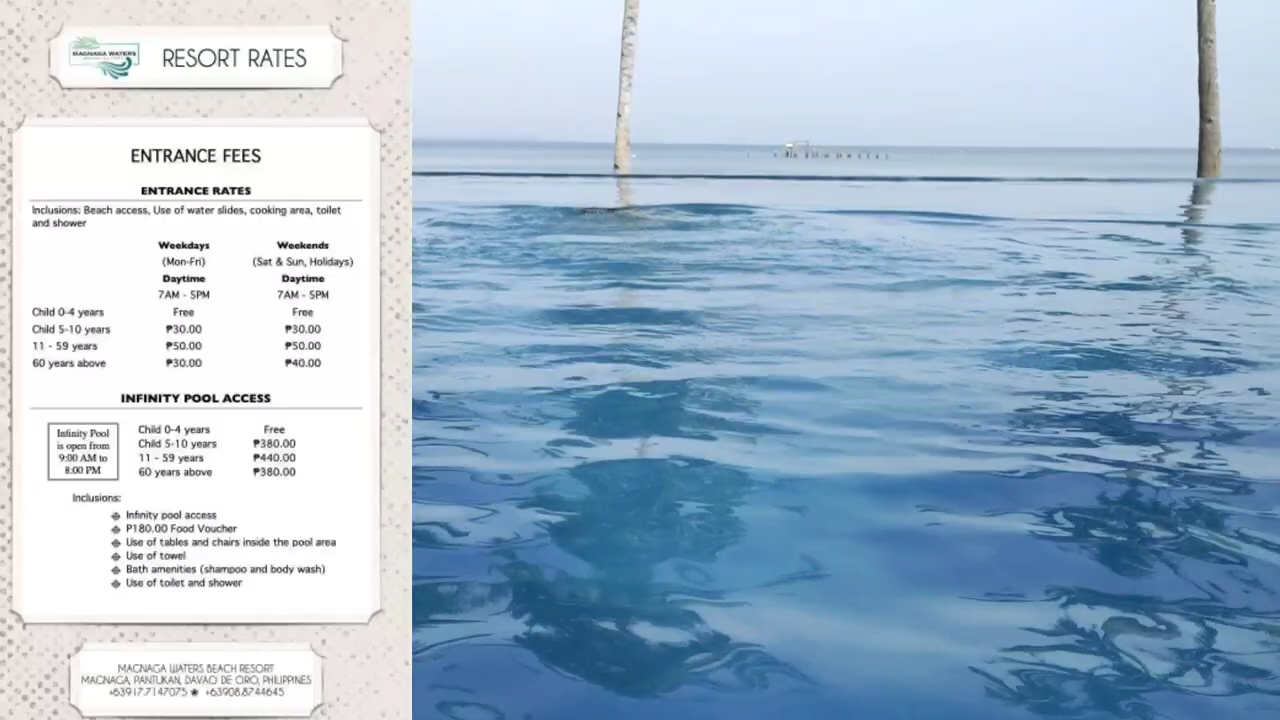 MAGNAGA WATERS
RESORT RATES
ENTRANCE FEES
ENTRANCE RATES
Inclusions: Beach access, Use of water slides, cooking area, toilet
and shower
Weekdays Weekends
(Mon-Fri) (Sat & Sun, Holidays)
Daytime Daytime
7AM - 5PM 7AM - 5PM
Child 0-4 years Free Free
Child 5-10 years ₱30.00 ₱30.00
11 - 59 years ₱50.00 ₱50.00
60 years above ₱30.00 ₱40.00
INFINITY POOL ACCESS
Infinity Pool
is open from
9:00 AM to
8:00 PM
Child 0-4 years Free
Child 5-10 years ₱380.00
11 - 59 years ₱440.00
60 years above ₱380.00
Inclusions:
Infinity pool access
P180.00 Food Voucher
Use of tables and chairs inside the pool area
Use of towel
Bath amenities (shampoo and body wash)
Use of toilet and shower
MAGNAGA WATERS BEACH RESORT
MAGNAGA, PANTUKAN, DAVAO DE ORO, PHILIPPINES
+63917.7147075 ❀ +63908.8744645